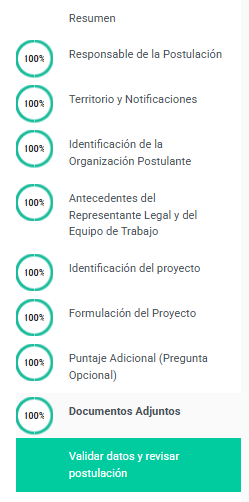 Resumen
100% Responsable de la Postulación
100% Territorio y Notificaciones
100% Identificación de la
Organización Postulante
100% Antecedentes del
Representante Legal y del
Equipo de Trabajo
100% Identificación del proyecto
100% Formulación del Proyecto
100% Puntaje Adicional (Pregunta
Opcional)
100% Documentos Adjuntos
Validar datos y revisar
postulación